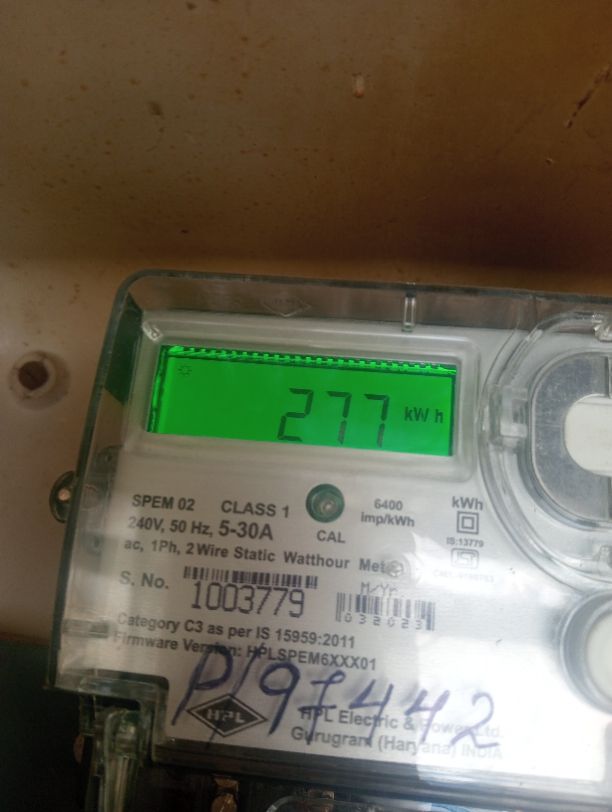 277 kWh
SPEM 02 CLASS 1 6400 kWh
240V, 50 Hz, 5-30A CAL imp/kWh
IS:13779
ac, 1Ph, 2 Wire Static Watthour
S. No. 1003779 M/Yr
032023
Category C3 as per IS 15959:2011
Firmware Version: HPLSPEM6XXX01
P/97442
HPL HPL Electric & Power Ltd.
Gurugram (Haryana) INDIA